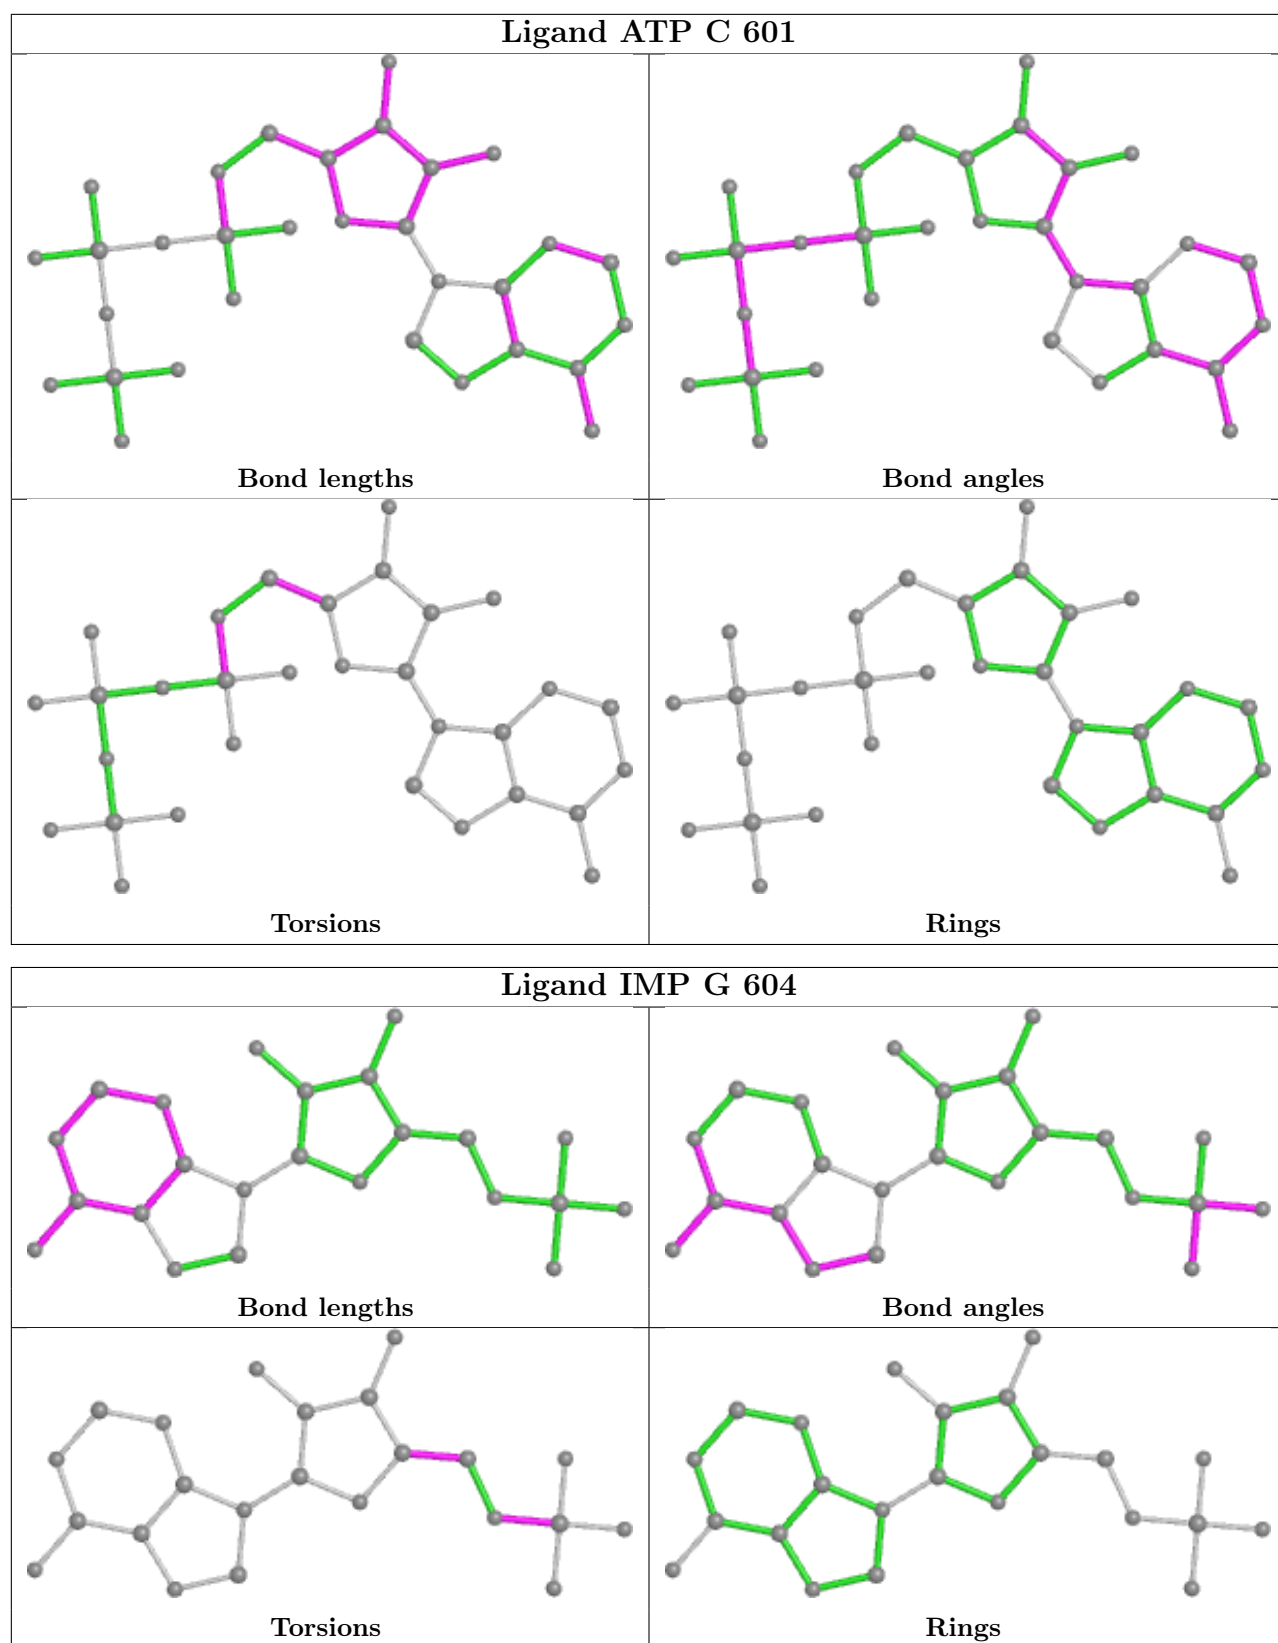 Ligand ATP C 601
Bond lengths
Bond angles
Torsions
Rings
Ligand IMP G 604
Bond lengths
Bond angles
Torsions
Rings